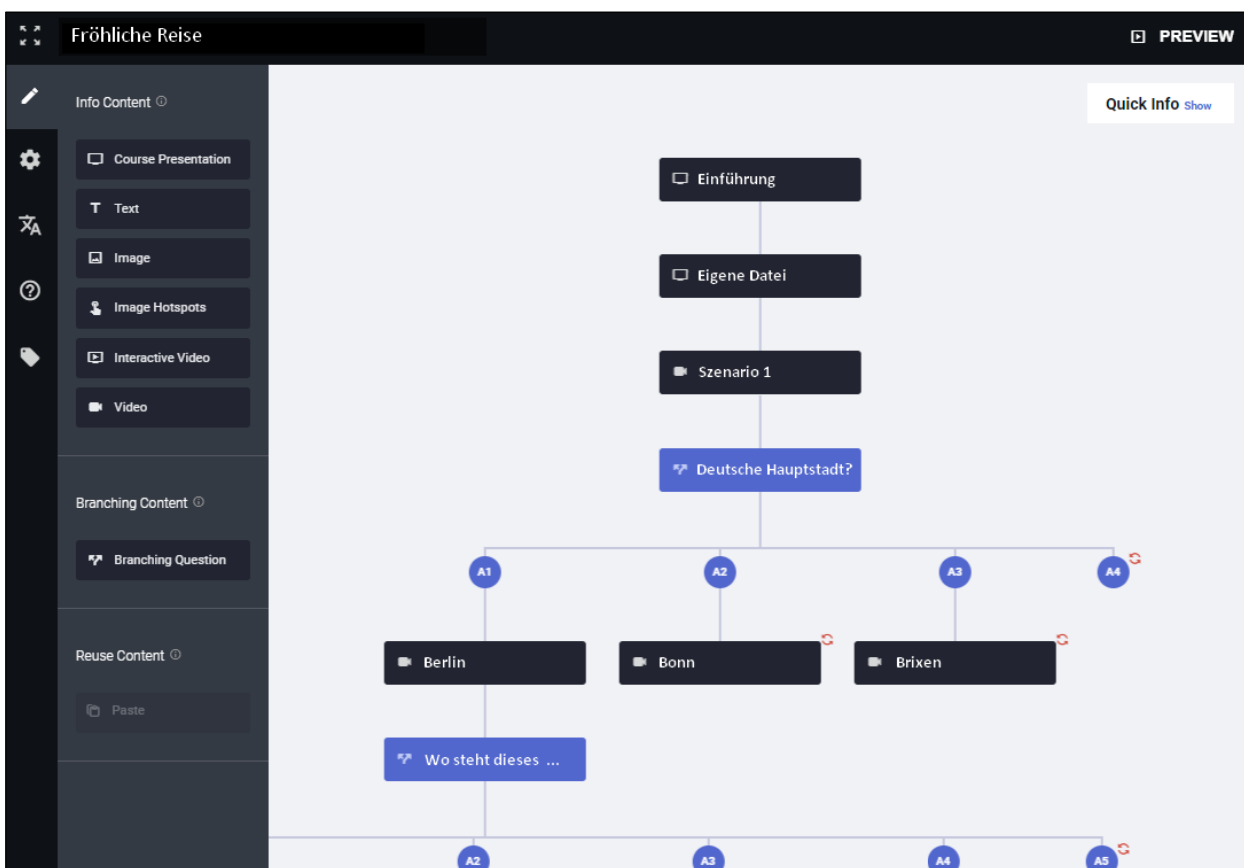 Fröhliche Reise
PREVIEW
Info Content
Quick Info Show
Course Presentation
Text
Image
Image Hotspots
Interactive Video
Video
Branching Content
Branching Question
Reuse Content
Paste
Einführung
Eigene Datei
Szenario 1
Deutsche Hauptstadt?
A1 A2 A3 A4
Berlin Bonn Brixen
Wo steht dieses ...
A2 A3 A4 A5